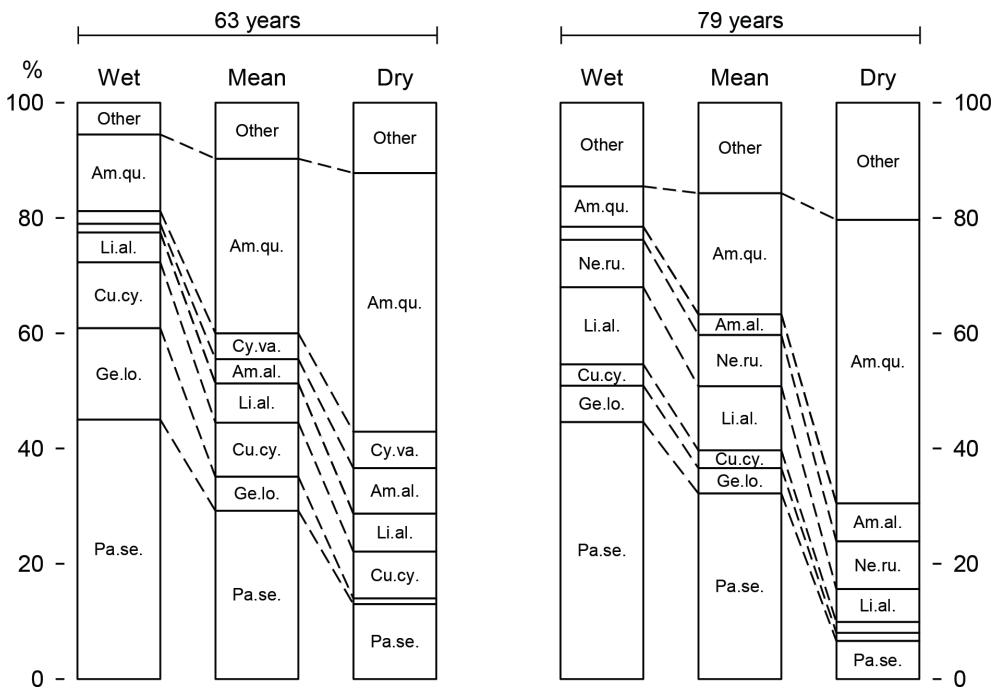 63 years
79 years
Wet
Mean
Dry
Wet
Mean
Dry
%
100
80
60
40
20
0
Other
Am.qu.
Li.al.
Cu.cy.
Ge.lo.
Pa.se.
Other
Am.qu.
Cy.va.
Am.al.
Li.al.
Cu.cy.
Ge.lo.
Pa.se.
Other
Am.qu.
Cy.va.
Am.al.
Li.al.
Cu.cy.
Pa.se.
Other
Am.qu.
Ne.ru.
Li.al.
Cu.cy.
Ge.lo.
Pa.se.
Other
Am.qu.
Am.al.
Ne.ru.
Li.al.
Cu.cy.
Ge.lo.
Pa.se.
Other
Am.qu.
Am.al.
Ne.ru.
Li.al.
Pa.se.
100
80
60
40
20
0